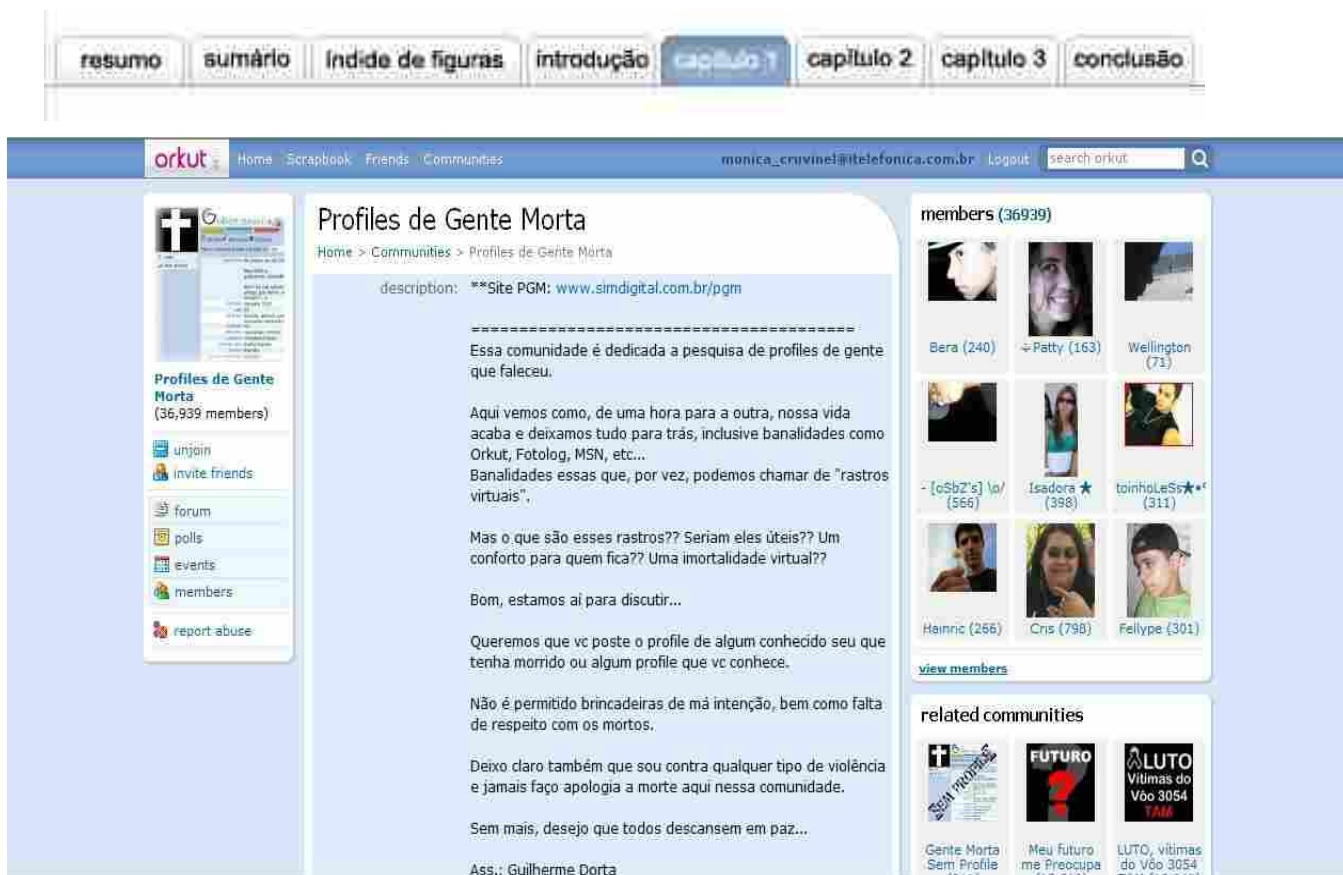 resumo sumário índide de figuras introdução capítulo 1 capítulo 2 capítulo 3 conclusão
orkut Home Scrapbook Friends Communities monica_cruvinel@itelefonica.com.br Logout search orkut
Profiles de Gente Morta
(36,939 members)
unjoin
invite friends
forum
polls
events
members
report abuse
Profiles de Gente Morta
Home > Communities > Profiles de Gente Morta
description: **Site PGM: www.simdigital.com.br/pgm
========================================
Essa comunidade é dedicada a pesquisa de profiles de gente
que faleceu.
Aqui vemos como, de uma hora para a outra, nossa vida
acaba e deixamos tudo para trás, inclusive banalidades como
Orkut, Fotolog, MSN, etc...
Banalidades essas que, por vez, podemos chamar de "rastros
virtuais".
Mas o que são esses rastros?? Seriam eles úteis?? Um
conforto para quem fica?? Uma imortalidade virtual??
Bom, estamos aí para discutir...
Queremos que vc poste o profile de algum conhecido seu que
tenha morrido ou algum profile que vc conhece.
Não é permitido brincadeiras de má intenção, bem como falta
de respeito com os mortos.
Deixo claro também que sou contra qualquer tipo de violência
e jamais faço apologia a morte aqui nessa comunidade.
Sem mais, desejo que todos descansem em paz...
Ass.: Guilherme Dorta
members (36939)
Bera (240) ÷Patty (163) Wellington
(71)
- [oSbZ's] \o/ Isadora ★ toinhoLeSs★•
(566) (398) (311)
Hainric (266) Cris (798) Fellype (301)
view members
related communities
SEM PROFILE
FUTURO
?
LUTO
Vítimas do
Vôo 3054
TAM
Gente Morta Meu futuro LUTO, vítimas
Sem Profile me Preocupa do Vôo 3054